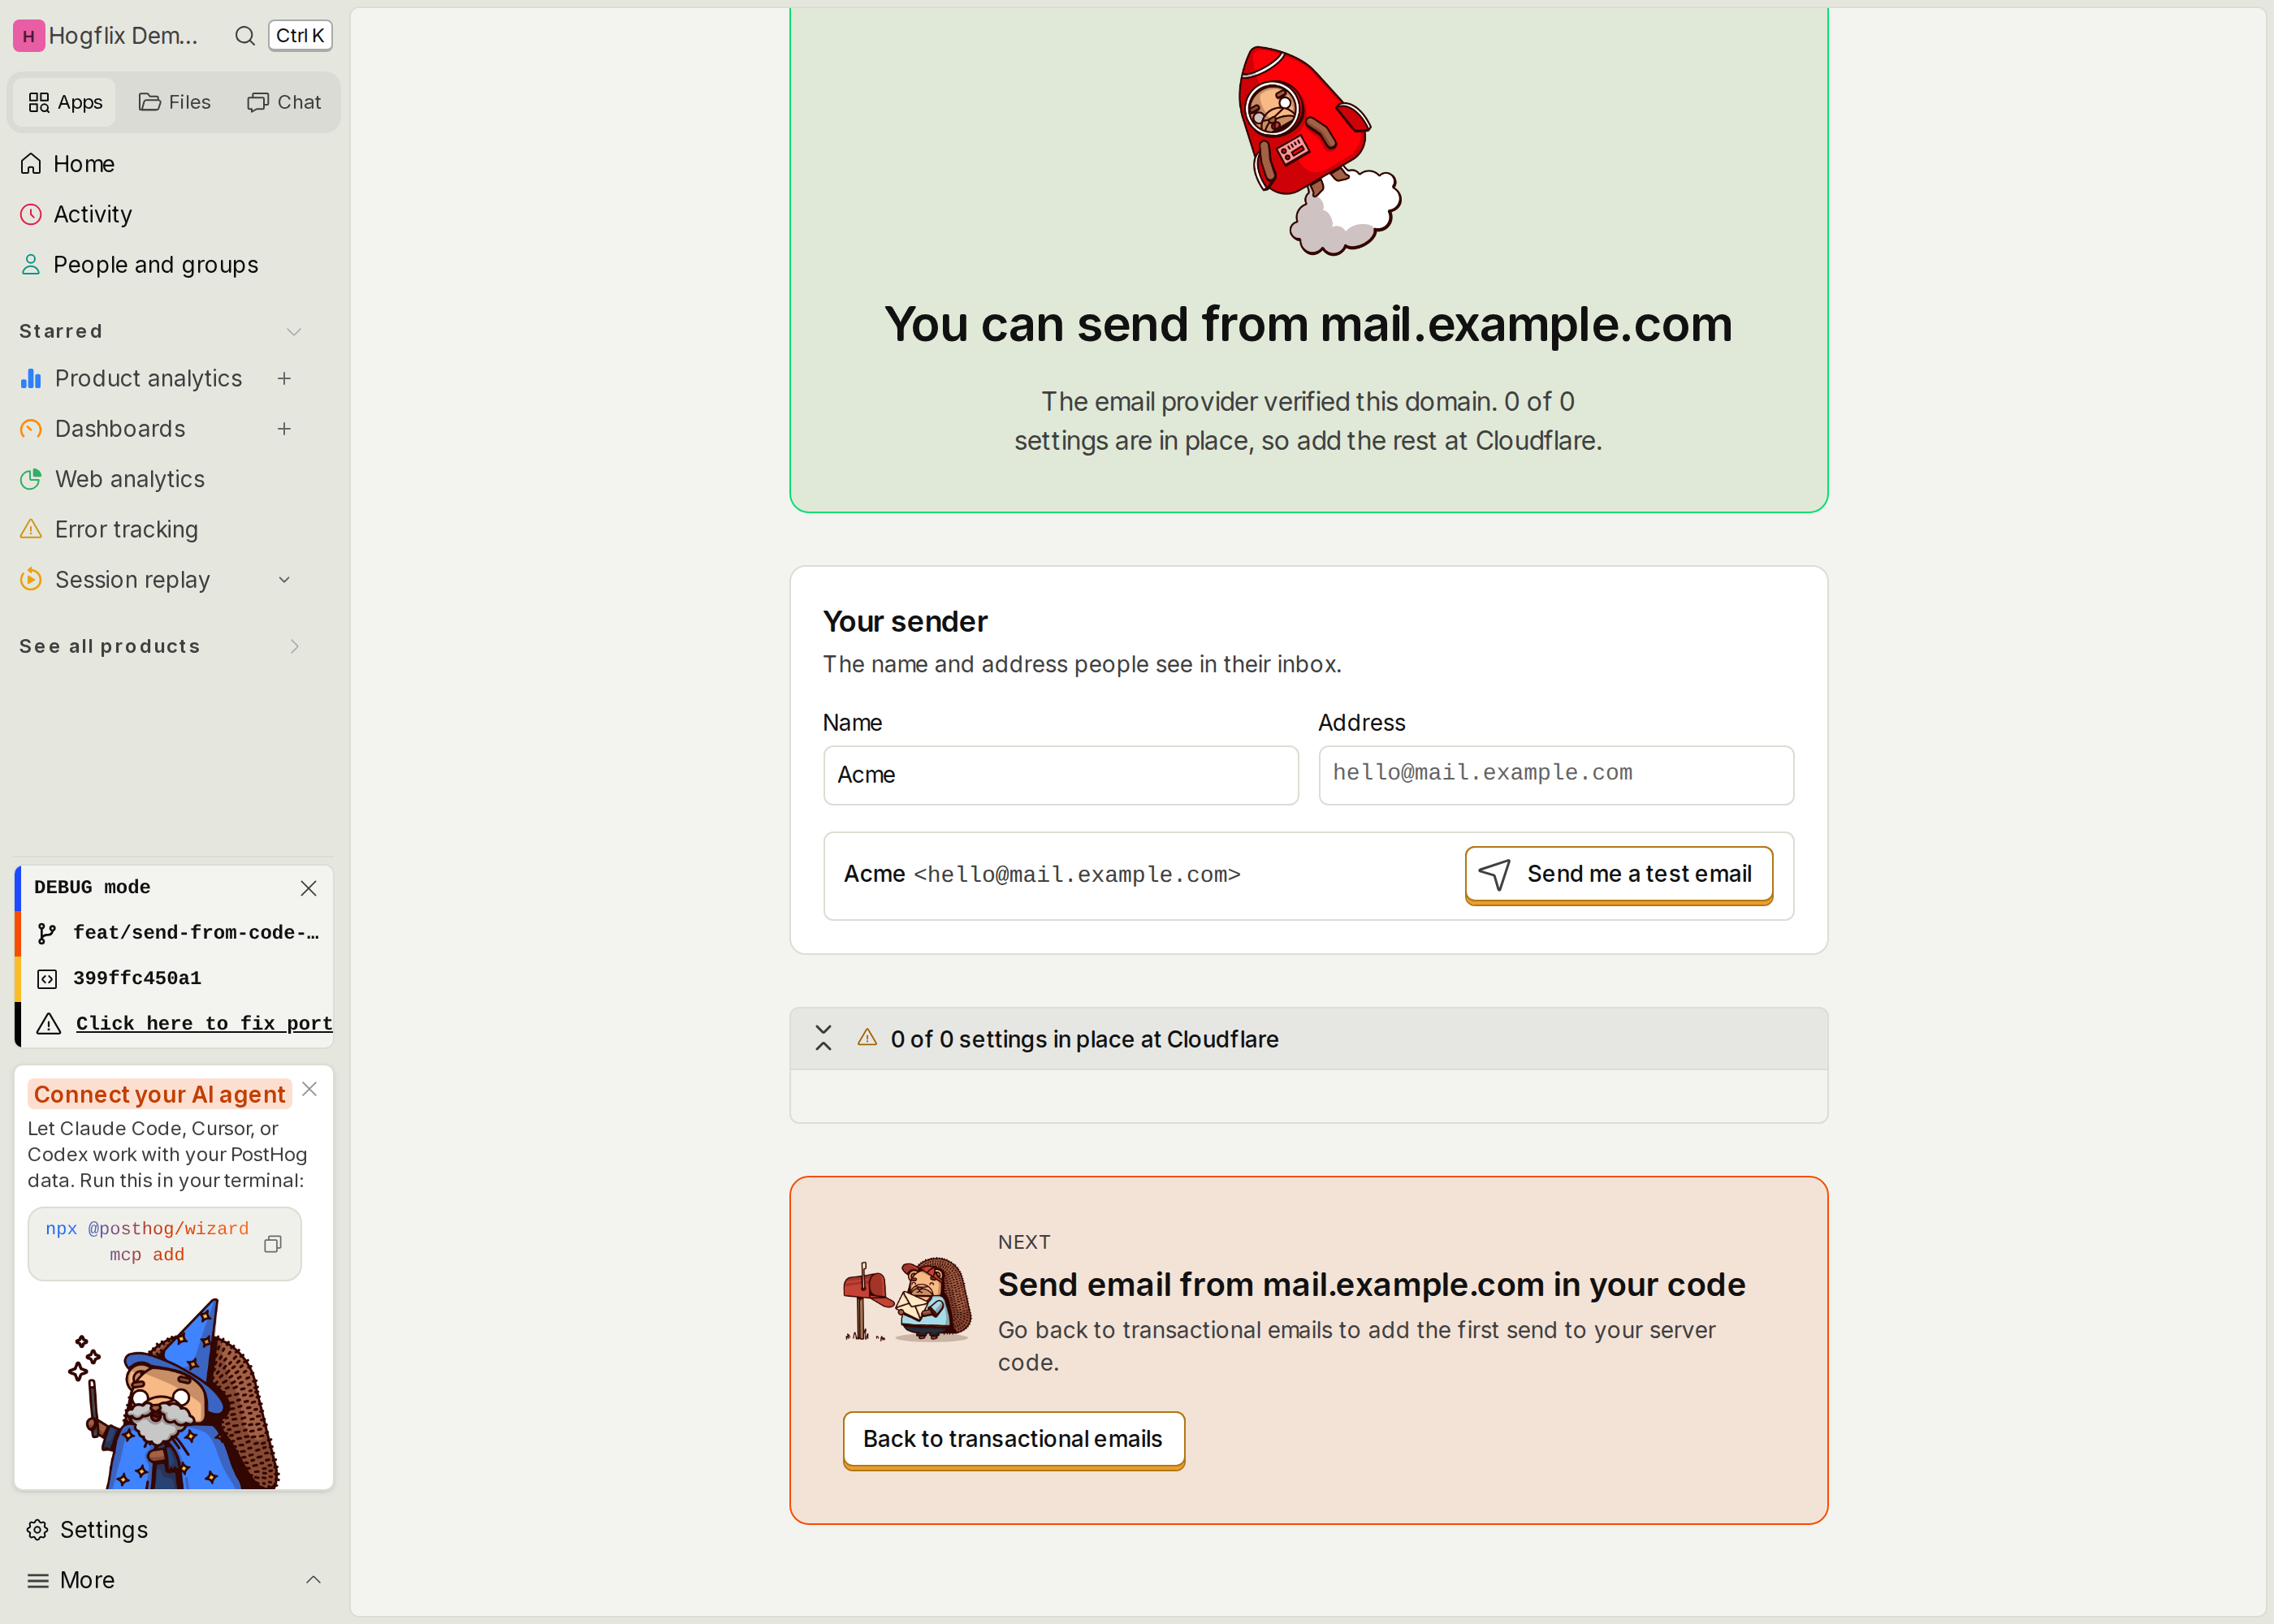 H Hogflix Dem... Ctrl K
Apps Files Chat
Home
Activity
People and groups
Starred
Product analytics
Dashboards
Web analytics
Error tracking
Session replay
See all products
DEBUG mode
feat/send-from-code-…
399ffc450a1
Click here to fix port
Connect your AI agent
Let Claude Code, Cursor, or
Codex work with your PostHog
data. Run this in your terminal:
npx @posthog/wizard
mcp add
Settings
More
You can send from mail.example.com
The email provider verified this domain. 0 of 0
settings are in place, so add the rest at Cloudflare.
Your sender
The name and address people see in their inbox.
Name Address
Acme hello@mail.example.com
Acme <hello@mail.example.com> Send me a test email
0 of 0 settings in place at Cloudflare
NEXT
Send email from mail.example.com in your code
Go back to transactional emails to add the first send to your server
code.
Back to transactional emails